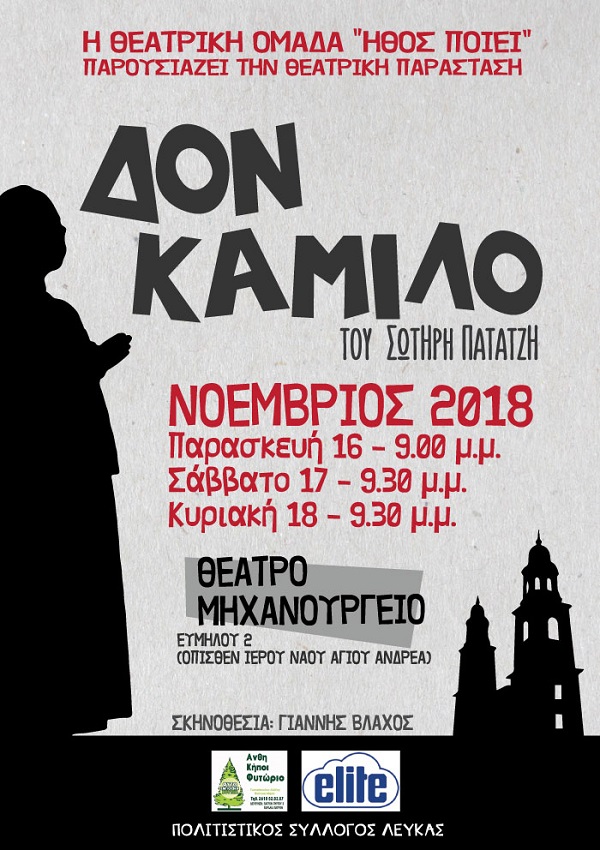 Η ΘΕΑΤΡΙΚΗ ΟΜΑΔΑ "ΗΘΟΣ ΠΟΙΕΙ"
ΠΑΡΟΥΣΙΑΖΕΙ ΤΗΝ ΘΕΑΤΡΙΚΗ ΠΑΡΑΣΤΑΣΗ
ΔΟΝ
ΚΑΜΙΛΟ
ΤΟΥ ΣΩΤΗΡΗ ΠΑΤΑΤΖΗ
ΝΟΕΜΒΡΙΟΣ 2018
Παρασκευή 16 - 9.00 μ.μ.
Σάββατο 17 - 9.30 μ.μ.
Κυριακή 18 - 9.30 μ.μ.
ΘΕΑΤΡΟ
ΜΗΧΑΝΟΥΡΓΕΙΟ
ΕΥΜΗΛΟΥ 2
(ΟΠΙΣΘΕΝ ΙΕΡΟΥ ΝΑΟΥ ΑΓΙΟΥ ΑΝΔΡΕΑ)
ΣΚΗΝΟΘΕΣΙΑ: ΓΙΑΝΝΗΣ ΒΛΑΧΟΣ
Ανθη
Κήποι
Φυτώριο
elite
ΠΟΛΙΤΙΣΤΙΚΟΣ ΣΥΛΛΟΓΟΣ ΛΕΥΚΑΣ